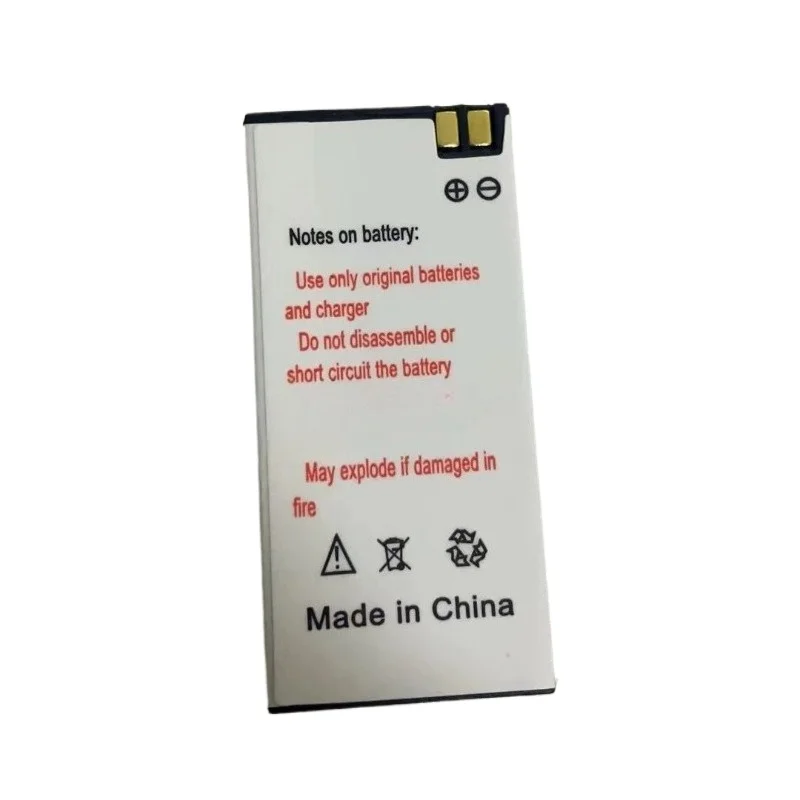 ⊕ ⊖
Notes on battery:
Use only original batteries
and charger
Do not disassemble or
short circuit the battery
May explode if damaged in
fire
Made in China